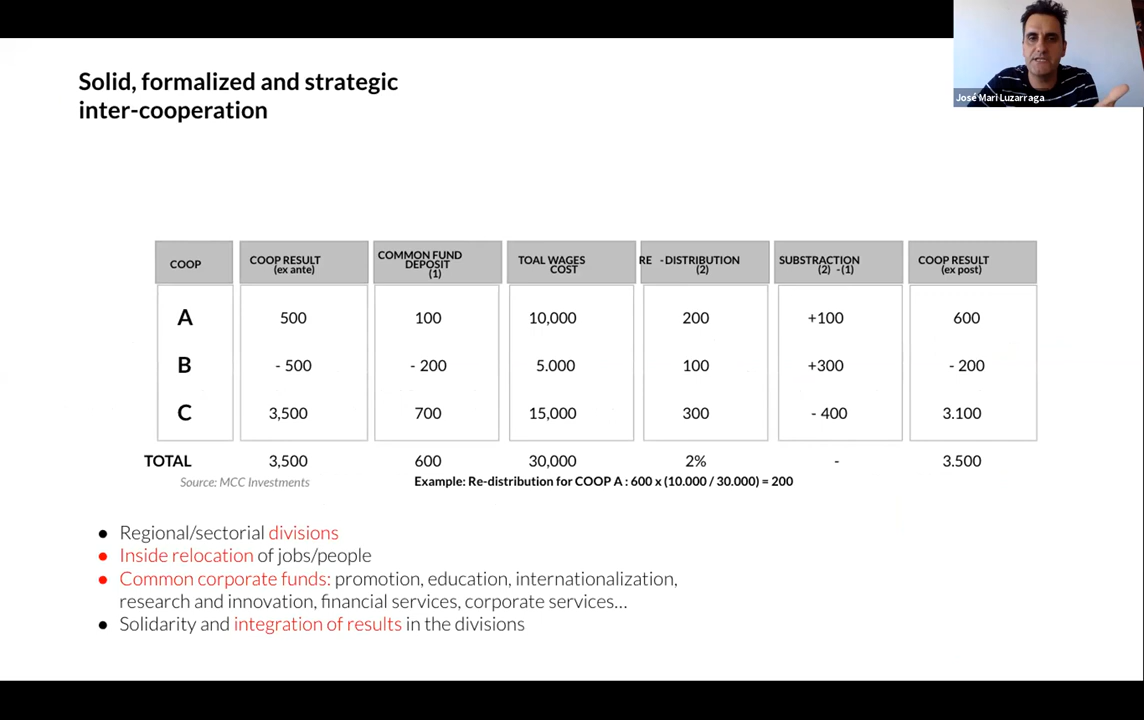 José Mari Luzarraga
Solid, formalized and strategic
inter-cooperation
COOP
COOP RESULT
(ex ante)
COMMON FUND
DEPOSIT
(1)
TOAL WAGES
COST
RE -DISTRIBUTION
(2)
SUBSTRACTION
(2) -(1)
COOP RESULT
(ex post)
A 500 100 10,000 200 +100 600
B - 500 - 200 5.000 100 +300 - 200
C 3,500 700 15,000 300 - 400 3.100
TOTAL 3,500 600 30,000 2% - 3.500
Source: MCC Investments
Example: Re-distribution for COOP A : 600 x (10.000 / 30.000) = 200
● Regional/sectorial divisions
● Inside relocation of jobs/people
● Common corporate funds: promotion, education, internationalization,
research and innovation, financial services, corporate services…
● Solidarity and integration of results in the divisions